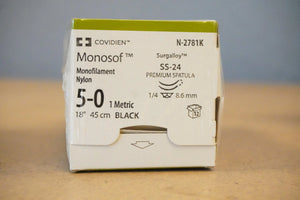 COVIDIEN™
N-2781K
Monosof™
Monofilament
Nylon
5-0 1 Metric
18" 45 cm BLACK
Surgalloy™
SS-24
PREMIUM SPATULA
1/4 8.6 mm